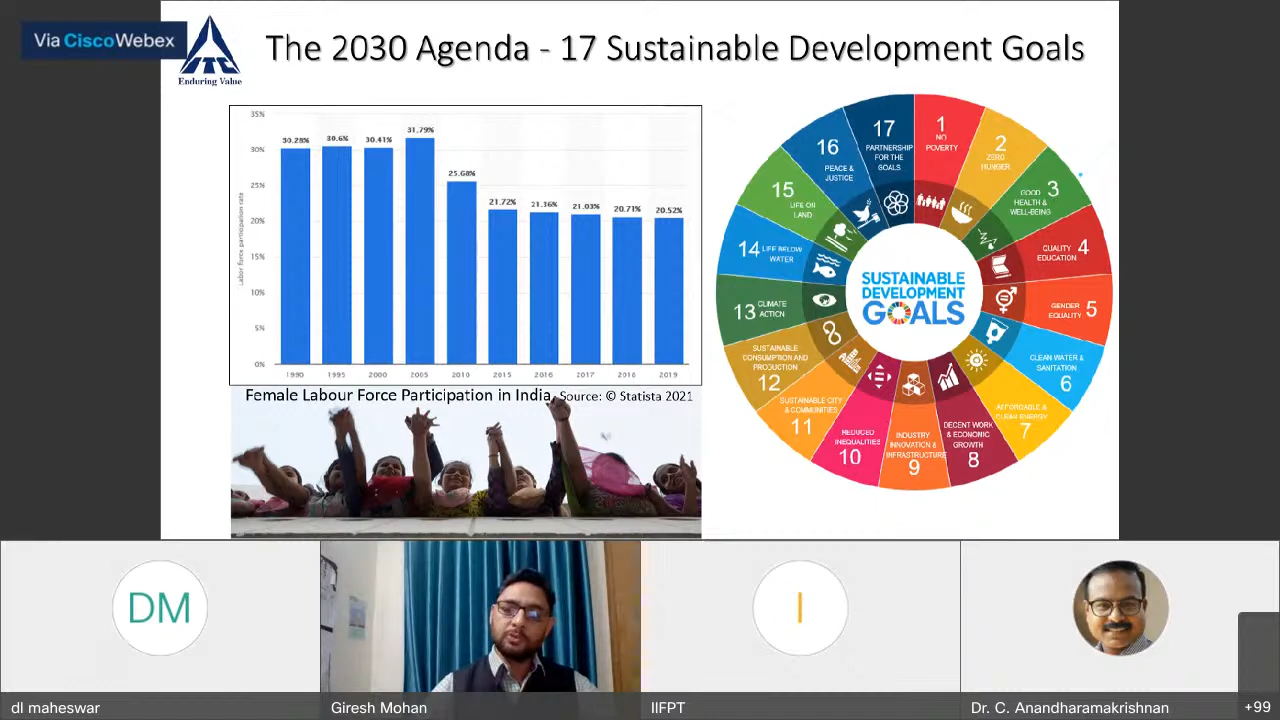 Via Cisco Webex
ITC
Enduring Value
The 2030 Agenda - 17 Sustainable Development Goals
35%
30%
25%
20%
15%
10%
5%
0%
Labor force participation rate
30.28%
30.6%
30.41%
31.79%
25.68%
21.72%
21.36%
21.03%
20.71%
20.52%
1990
1995
2000
2005
2010
2015
2016
2017
2018
2019
Female Labour Force Participation in India, Source: © Statista 2021
SUSTAINABLE
DEVELOPMENT
GOALS
1
NO
POVERTY
2
ZERO
HUNGER
3
GOOD
HEALTH &
WELL-BEING
4
QUALITY
EDUCATION
5
GENDER
EQUALITY
6
CLEAN WATER &
SANITATION
7
AFFORDABLE &
CLEAN ENERGY
8
DECENT WORK
& ECONOMIC
GROWTH
9
INDUSTRY
INNOVATION &
INFRASTRUCTURE
10
REDUCED
INEQUALITIES
11
SUSTAINABLE CITY
& COMMUNITIES
12
SUSTAINABLE
CONSUMPTION AND
PRODUCTION
13
CLIMATE
ACTION
14
LIFE BELOW
WATER
15
LIFE ON
LAND
16
PEACE &
JUSTICE
17
PARTNERSHIP
FOR THE
GOALS
DM
I
dl maheswar
Giresh Mohan
IIFPT
Dr. C. Anandharamakrishnan
+99